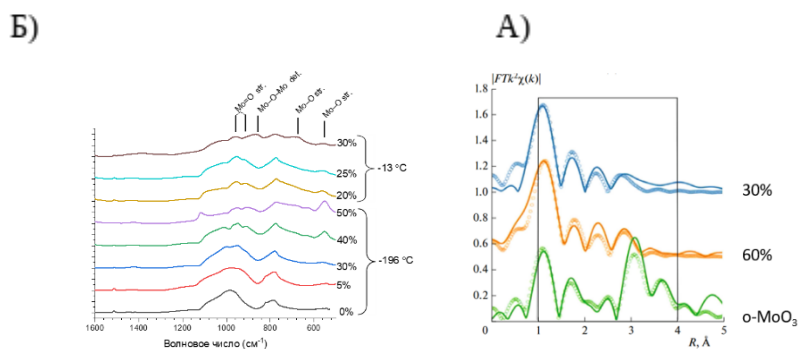 Б)
А)
Mo=O str.
Mo–O–Mo def.
Mo–O str.
Mo–O str.
30%
25%
20%
50%
40%
30%
5%
0%
-13 °C
-196 °C
1600 1400 1200 1000 800 600
Волновое число (см⁻¹)
|FTk²χ(k)|
1.8
1.6
1.4
1.2
1.0
0.8
0.6
0.4
0.2
0 1 2 3 4 5
R, Å
30%
60%
o-MoO₃